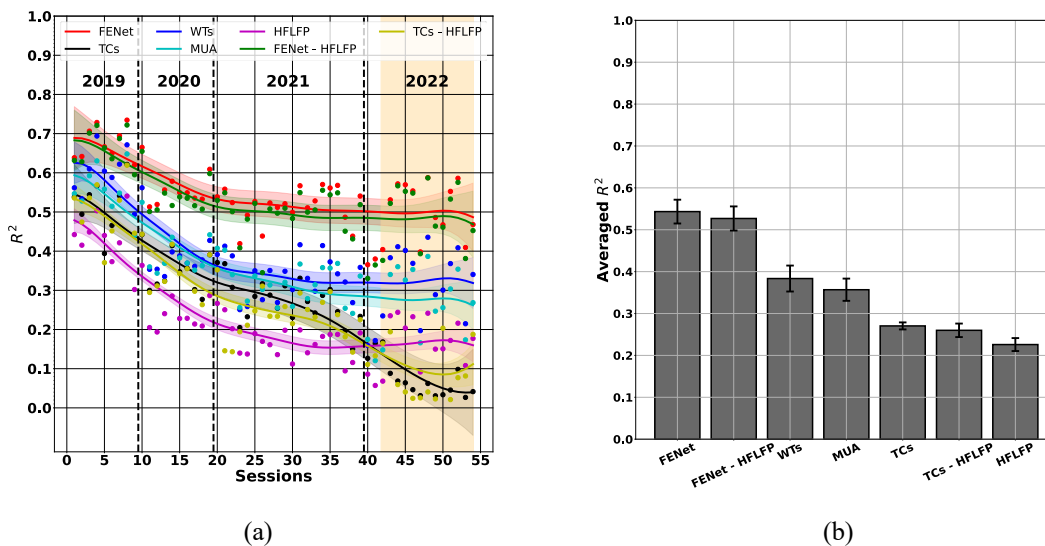 1.0
0.9
0.8
0.7
0.6
0.5
0.4
0.3
0.2
0.1
0.0
R²
FENet WTs HFLFP TCs - HFLFP
TCs MUA FENet - HFLFP
2019 2020 2021 2022
0 5 10 15 20 25 30 35 40 45 50 55
Sessions
(a)
1.0
0.9
0.8
0.7
0.6
0.5
0.4
0.3
0.2
0.1
0.0
Averaged R²
FENet FENet - HFLFP WTs MUA TCs TCs - HFLFP HFLFP
(b)